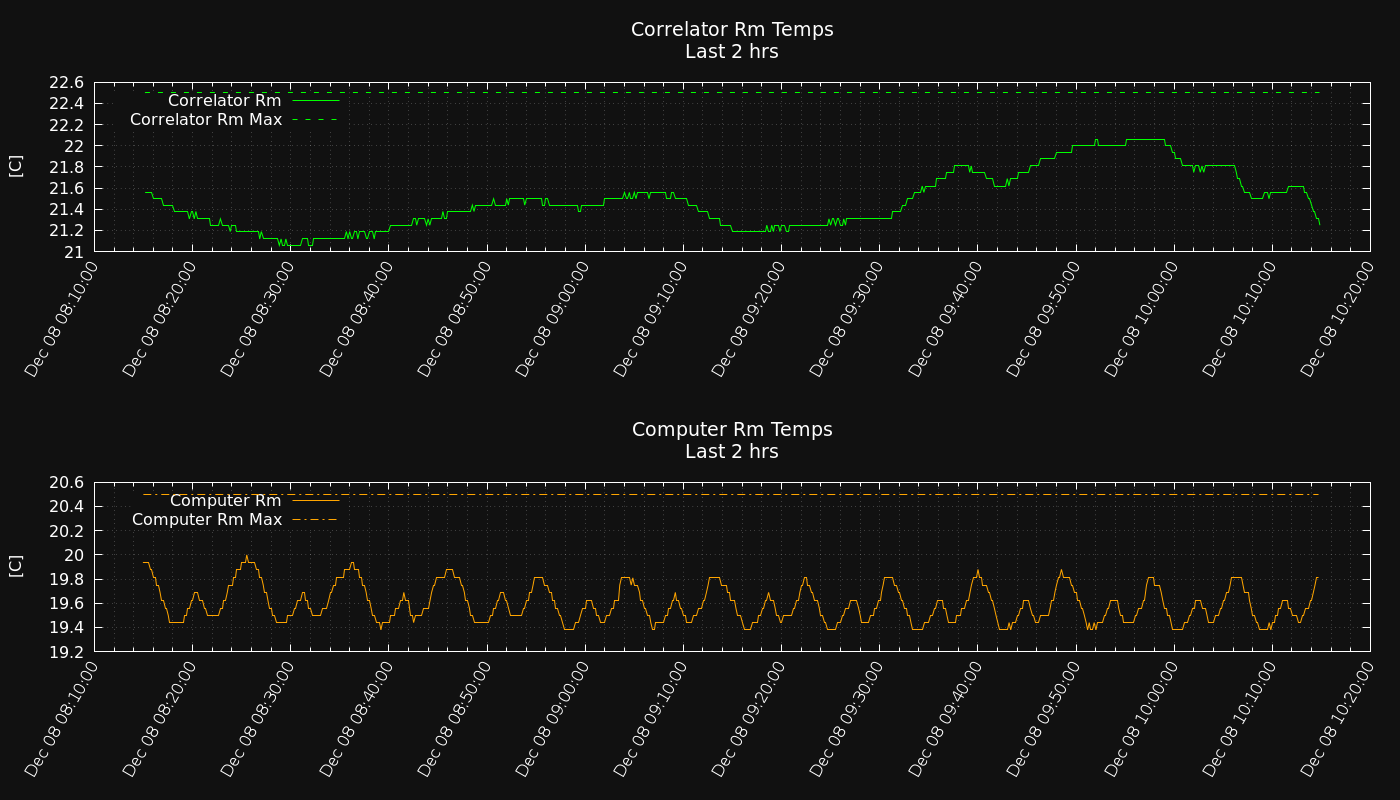 Correlator Rm Temps
Last 2 hrs
[C]
22.6
22.4
22.2
22
21.8
21.6
21.4
21.2
21
Correlator Rm
Correlator Rm Max
Dec 08 08:10:00
Dec 08 08:20:00
Dec 08 08:30:00
Dec 08 08:40:00
Dec 08 08:50:00
Dec 08 09:00:00
Dec 08 09:10:00
Dec 08 09:20:00
Dec 08 09:30:00
Dec 08 09:40:00
Dec 08 09:50:00
Dec 08 10:00:00
Dec 08 10:10:00
Dec 08 10:20:00
Computer Rm Temps
Last 2 hrs
[C]
20.6
20.4
20.2
20
19.8
19.6
19.4
19.2
Computer Rm
Computer Rm Max
Dec 08 08:10:00
Dec 08 08:20:00
Dec 08 08:30:00
Dec 08 08:40:00
Dec 08 08:50:00
Dec 08 09:00:00
Dec 08 09:10:00
Dec 08 09:20:00
Dec 08 09:30:00
Dec 08 09:40:00
Dec 08 09:50:00
Dec 08 10:00:00
Dec 08 10:10:00
Dec 08 10:20:00